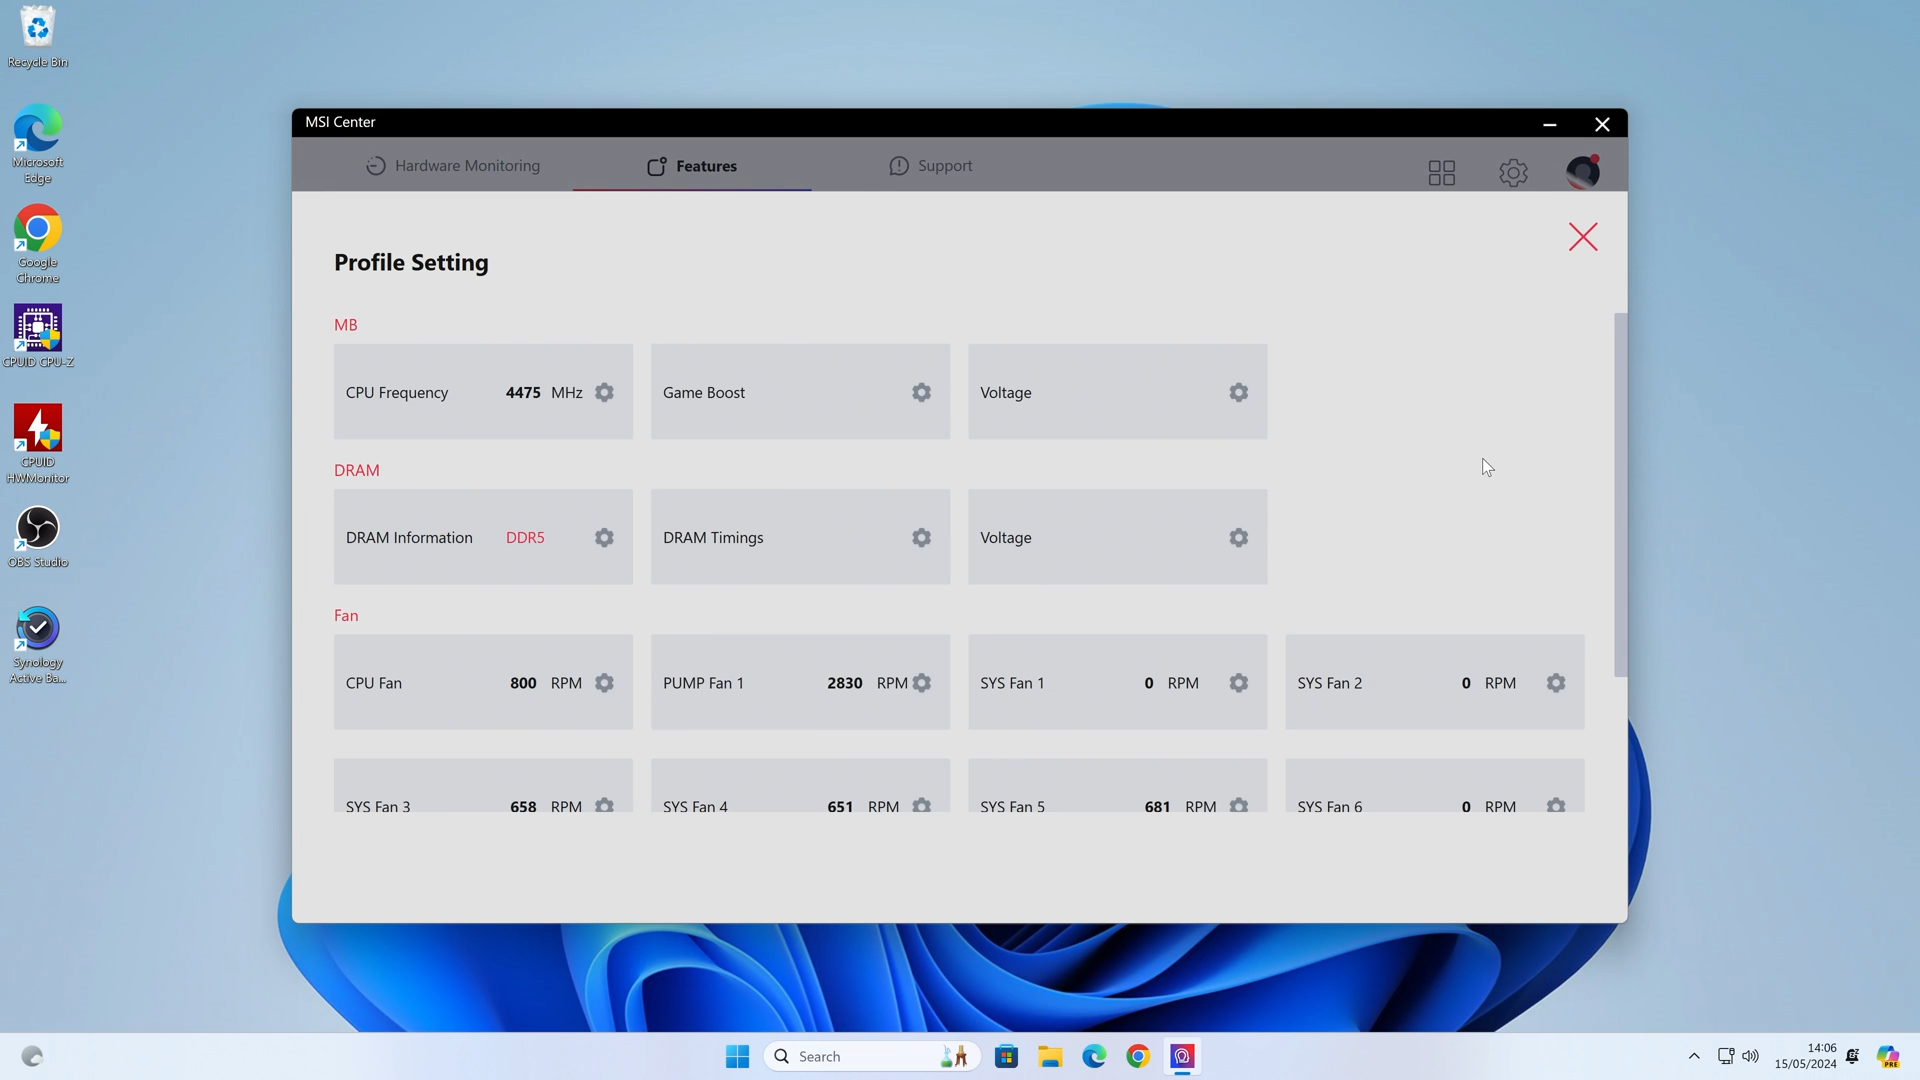 Recycle Bin
Microsoft
Edge
Google
Chrome
CPUID CPU-Z
CPUID
HWMonitor
OBS Studio
Synology
Active Ba...
MSI Center
Hardware Monitoring
Features
Support
Profile Setting
MB
CPU Frequency 4475 MHz
Game Boost
Voltage
DRAM
DRAM Information DDR5
DRAM Timings
Voltage
Fan
CPU Fan 800 RPM
PUMP Fan 1 2830 RPM
SYS Fan 1 0 RPM
SYS Fan 2 0 RPM
SYS Fan 3 658 RPM
SYS Fan 4 651 RPM
SYS Fan 5 681 RPM
SYS Fan 6 0 RPM
Search
14:06
15/05/2024
PRE